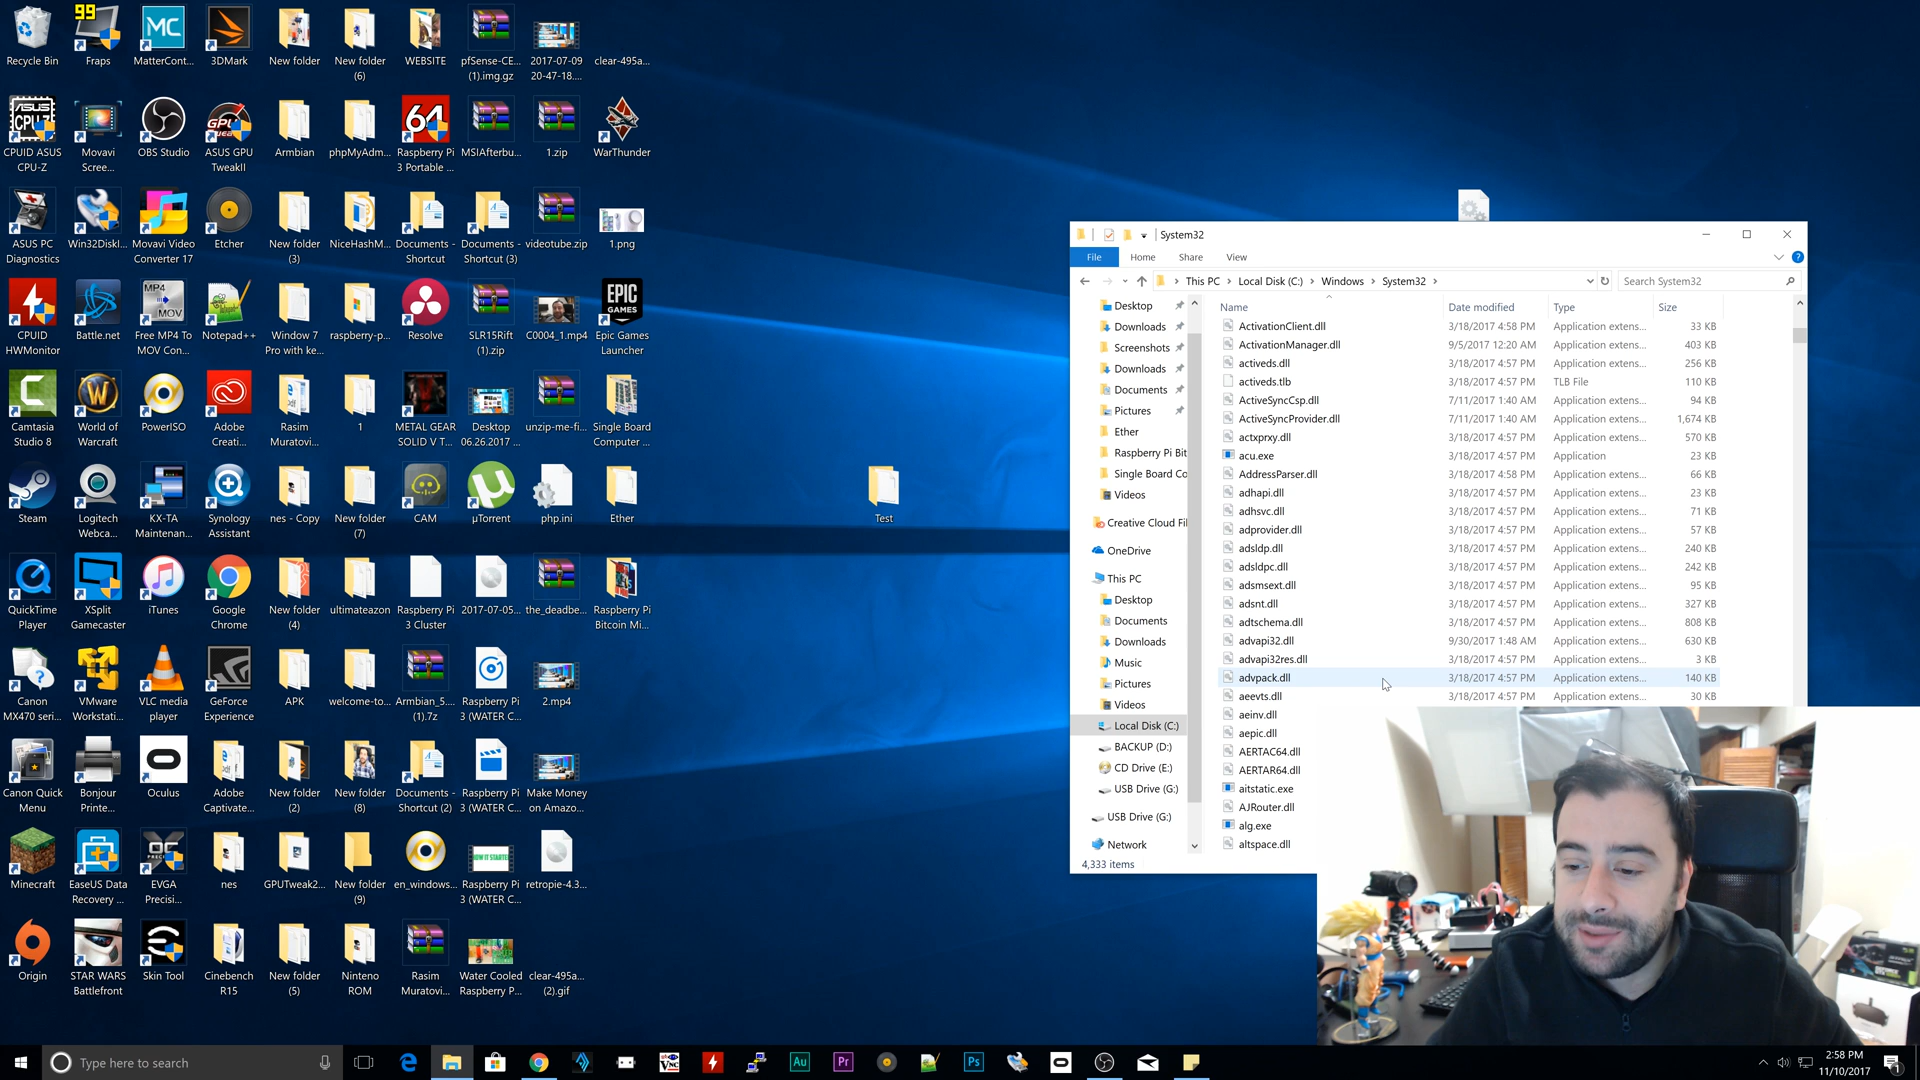 99
Recycle Bin
Fraps
MatterCont...
3DMark
New folder
New folder
(6)
WEBSITE
pfSense-CE...
(1).img.gz
2017-07-09
20-47-18....
clear-495a...
ASUS
CPU-Z
CPUID ASUS
CPU-Z
Movavi
Scree...
OBS Studio
ASUS GPU
TweakII
Armbian
phpMyAdm...
64
Raspberry Pi
3 Portable ...
MSIAfterbu...
1.zip
WarThunder
ASUS PC
Diagnostics
Win32DiskI...
Movavi Video
Converter 17
Etcher
New folder
(3)
NiceHashM...
Documents -
Shortcut
Documents -
Shortcut (3)
videotube.zip
1.png
CPUID
HWMonitor
Battle.net
MP4
MOV
Free MP4 To
MOV Con...
Notepad++
Window 7
Pro with ke...
raspberry-p...
Resolve
SLR15Rift
(1).zip
C0004_1.mp4
EPIC
GAMES
Epic Games
Launcher
Camtasia
Studio 8
World of
Warcraft
PowerISO
Adobe
Creati...
Rasim
Muratovi...
1
METAL GEAR
SOLID V T...
Desktop
06.26.2017 ...
unzip-me-fi...
Single Board
Computer ...
Steam
Logitech
Webca...
KX-TA
Maintenan...
Synology
Assistant
nes - Copy
New folder
(7)
CAM
µTorrent
php.ini
Ether
Test
QuickTime
Player
XSplit
Gamecaster
iTunes
Google
Chrome
New folder
(4)
ultimateazon
Raspberry Pi
3 Cluster
2017-07-05...
the_deadbe...
Raspberry Pi
Bitcoin Mi...
Canon
MX470 seri...
VMware
Workstati...
VLC media
player
GeForce
Experience
APK
welcome-to...
Armbian_5....
(1).7z
Raspberry Pi
3 (WATER C...
2.mp4
Canon Quick
Menu
Bonjour
Printe...
Oculus
Adobe
Captivate...
New folder
(2)
New folder
(8)
Documents -
Shortcut (2)
Raspberry Pi
3 (WATER C...
Make Money
on Amazo...
Minecraft
EaseUS Data
Recovery ...
EVGA
Precisi...
nes
GPUTweak2...
New folder
(9)
en_windows...
Raspberry Pi
3 (WATER C...
retropie-4.3...
Origin
STAR WARS
Battlefront
Skin Tool
Cinebench
R15
New folder
(5)
Ninteno
ROM
Rasim
Muratovi...
Water Cooled
Raspberry P...
clear-495a...
(2).gif
System32
File Home Share View
This PC Local Disk (C:) Windows System32
Search System32
Desktop
Downloads
Screenshots
Downloads
Documents
Pictures
Ether
Raspberry Pi Bit
Single Board Co
Videos
Creative Cloud Fil
OneDrive
This PC
Desktop
Documents
Downloads
Music
Pictures
Videos
Local Disk (C:)
BACKUP (D:)
CD Drive (E:)
USB Drive (G:)
USB Drive (G:)
Network
Name Date modified Type Size
ActivationClient.dll 3/18/2017 4:58 PM Application extens... 33 KB
ActivationManager.dll 9/5/2017 12:20 AM Application extens... 403 KB
activeds.dll 3/18/2017 4:57 PM Application extens... 256 KB
activeds.tlb 3/18/2017 4:57 PM TLB File 110 KB
ActiveSyncCsp.dll 7/11/2017 1:40 AM Application extens... 94 KB
ActiveSyncProvider.dll 7/11/2017 1:40 AM Application extens... 1,674 KB
actxprxy.dll 3/18/2017 4:57 PM Application extens... 570 KB
acu.exe 3/18/2017 4:57 PM Application 23 KB
AddressParser.dll 3/18/2017 4:58 PM Application extens... 66 KB
adhapi.dll 3/18/2017 4:57 PM Application extens... 23 KB
adhsvc.dll 3/18/2017 4:57 PM Application extens... 71 KB
adprovider.dll 3/18/2017 4:57 PM Application extens... 57 KB
adsldp.dll 3/18/2017 4:57 PM Application extens... 240 KB
adsldpc.dll 3/18/2017 4:57 PM Application extens... 242 KB
adsmsext.dll 3/18/2017 4:57 PM Application extens... 95 KB
adsnt.dll 3/18/2017 4:57 PM Application extens... 327 KB
adtschema.dll 3/18/2017 4:57 PM Application extens... 808 KB
advapi32.dll 9/30/2017 1:48 AM Application extens... 630 KB
advapi32res.dll 3/18/2017 4:57 PM Application extens... 3 KB
advpack.dll 3/18/2017 4:57 PM Application extens... 140 KB
aeevts.dll 3/18/2017 4:57 PM Application extens... 30 KB
aeinv.dll
aepic.dll
AERTAC64.dll
AERTAR64.dll
aitstatic.exe
AJRouter.dll
alg.exe
altspace.dll
4,333 items
Type here to search
Au
Pr
Ps
2:58 PM
11/10/2017